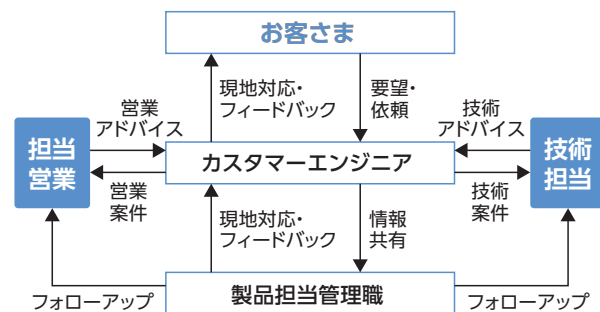 お客さま
現地対応・
フィードバック
要望・
依頼
営業
アドバイス
技術
アドバイス
担当
営業
カスタマーエンジニア
技術
担当
営業
案件
現地対応・
フィードバック
情報
共有
技術
案件
フォローアップ
製品担当管理職
フォローアップ